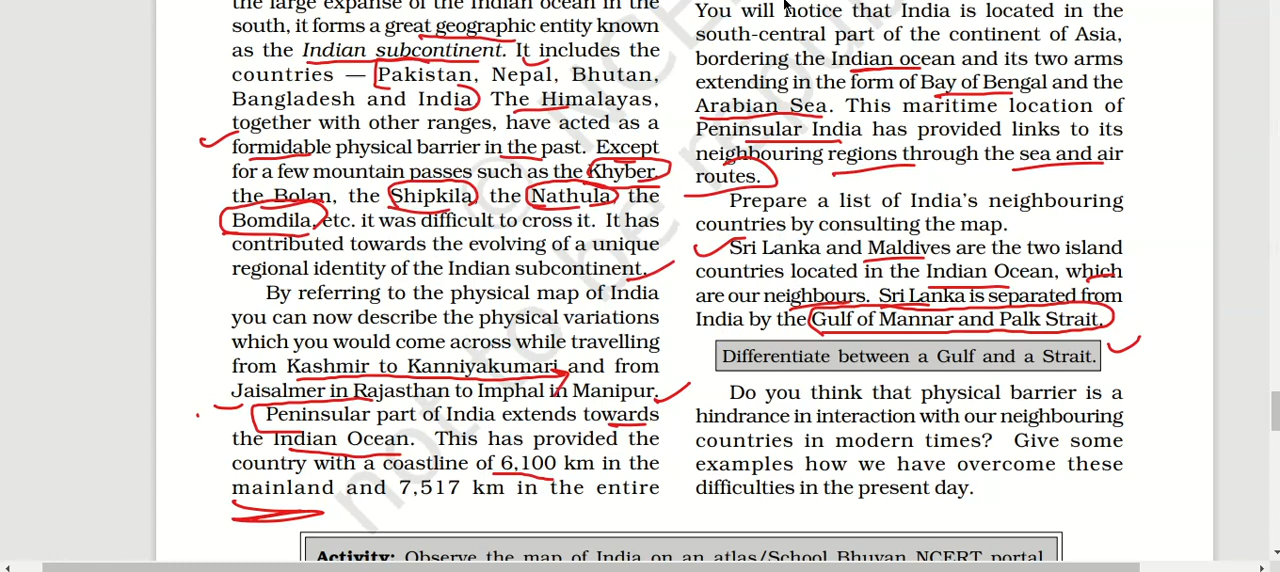 the large expanse of the Indian ocean in the
south, it forms a great geographic entity known
as the Indian subcontinent. It includes the
countries — Pakistan, Nepal, Bhutan,
Bangladesh and India. The Himalayas,
together with other ranges, have acted as a
formidable physical barrier in the past. Except
for a few mountain passes such as the Khyber,
the Bolan, the Shipkila, the Nathula, the
Bomdila, etc. it was difficult to cross it. It has
contributed towards the evolving of a unique
regional identity of the Indian subcontinent.
By referring to the physical map of India
you can now describe the physical variations
which you would come across while travelling
from Kashmir to Kanniyakumari and from
Jaisalmer in Rajasthan to Imphal in Manipur.
Peninsular part of India extends towards
the Indian Ocean. This has provided the
country with a coastline of 6,100 km in the
mainland and 7,517 km in the entire
You will notice that India is located in the
south-central part of the continent of Asia,
bordering the Indian ocean and its two arms
extending in the form of Bay of Bengal and the
Arabian Sea. This maritime location of
Peninsular India has provided links to its
neighbouring regions through the sea and air
routes.
Prepare a list of India's neighbouring
countries by consulting the map.
Sri Lanka and Maldives are the two island
countries located in the Indian Ocean, which
are our neighbours. Sri Lanka is separated from
India by the Gulf of Mannar and Palk Strait.
Differentiate between a Gulf and a Strait.
Do you think that physical barrier is a
hindrance in interaction with our neighbouring
countries in modern times? Give some
examples how we have overcome these
difficulties in the present day.
Activity: Observe the map of India on an atlas/School Bhuvan NCERT portal